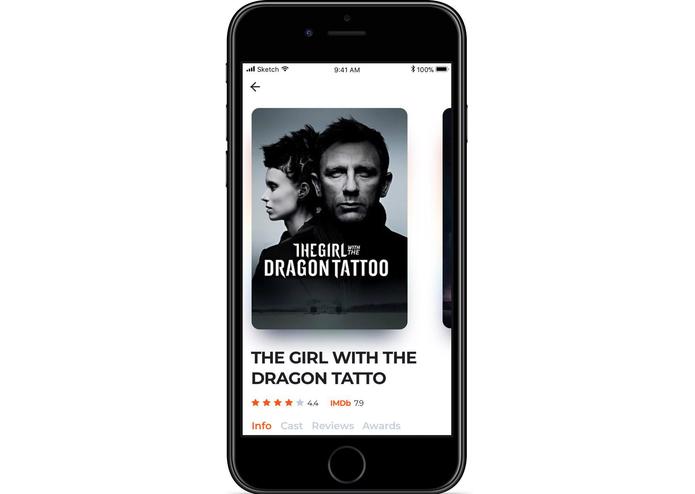 Sketch
9:41 AM
100%
THE GIRL WITH THE
DRAGON TATTOO
THE GIRL WITH THE
DRAGON TATTO
4.4 IMDb 7.9
Info Cast Reviews Awards